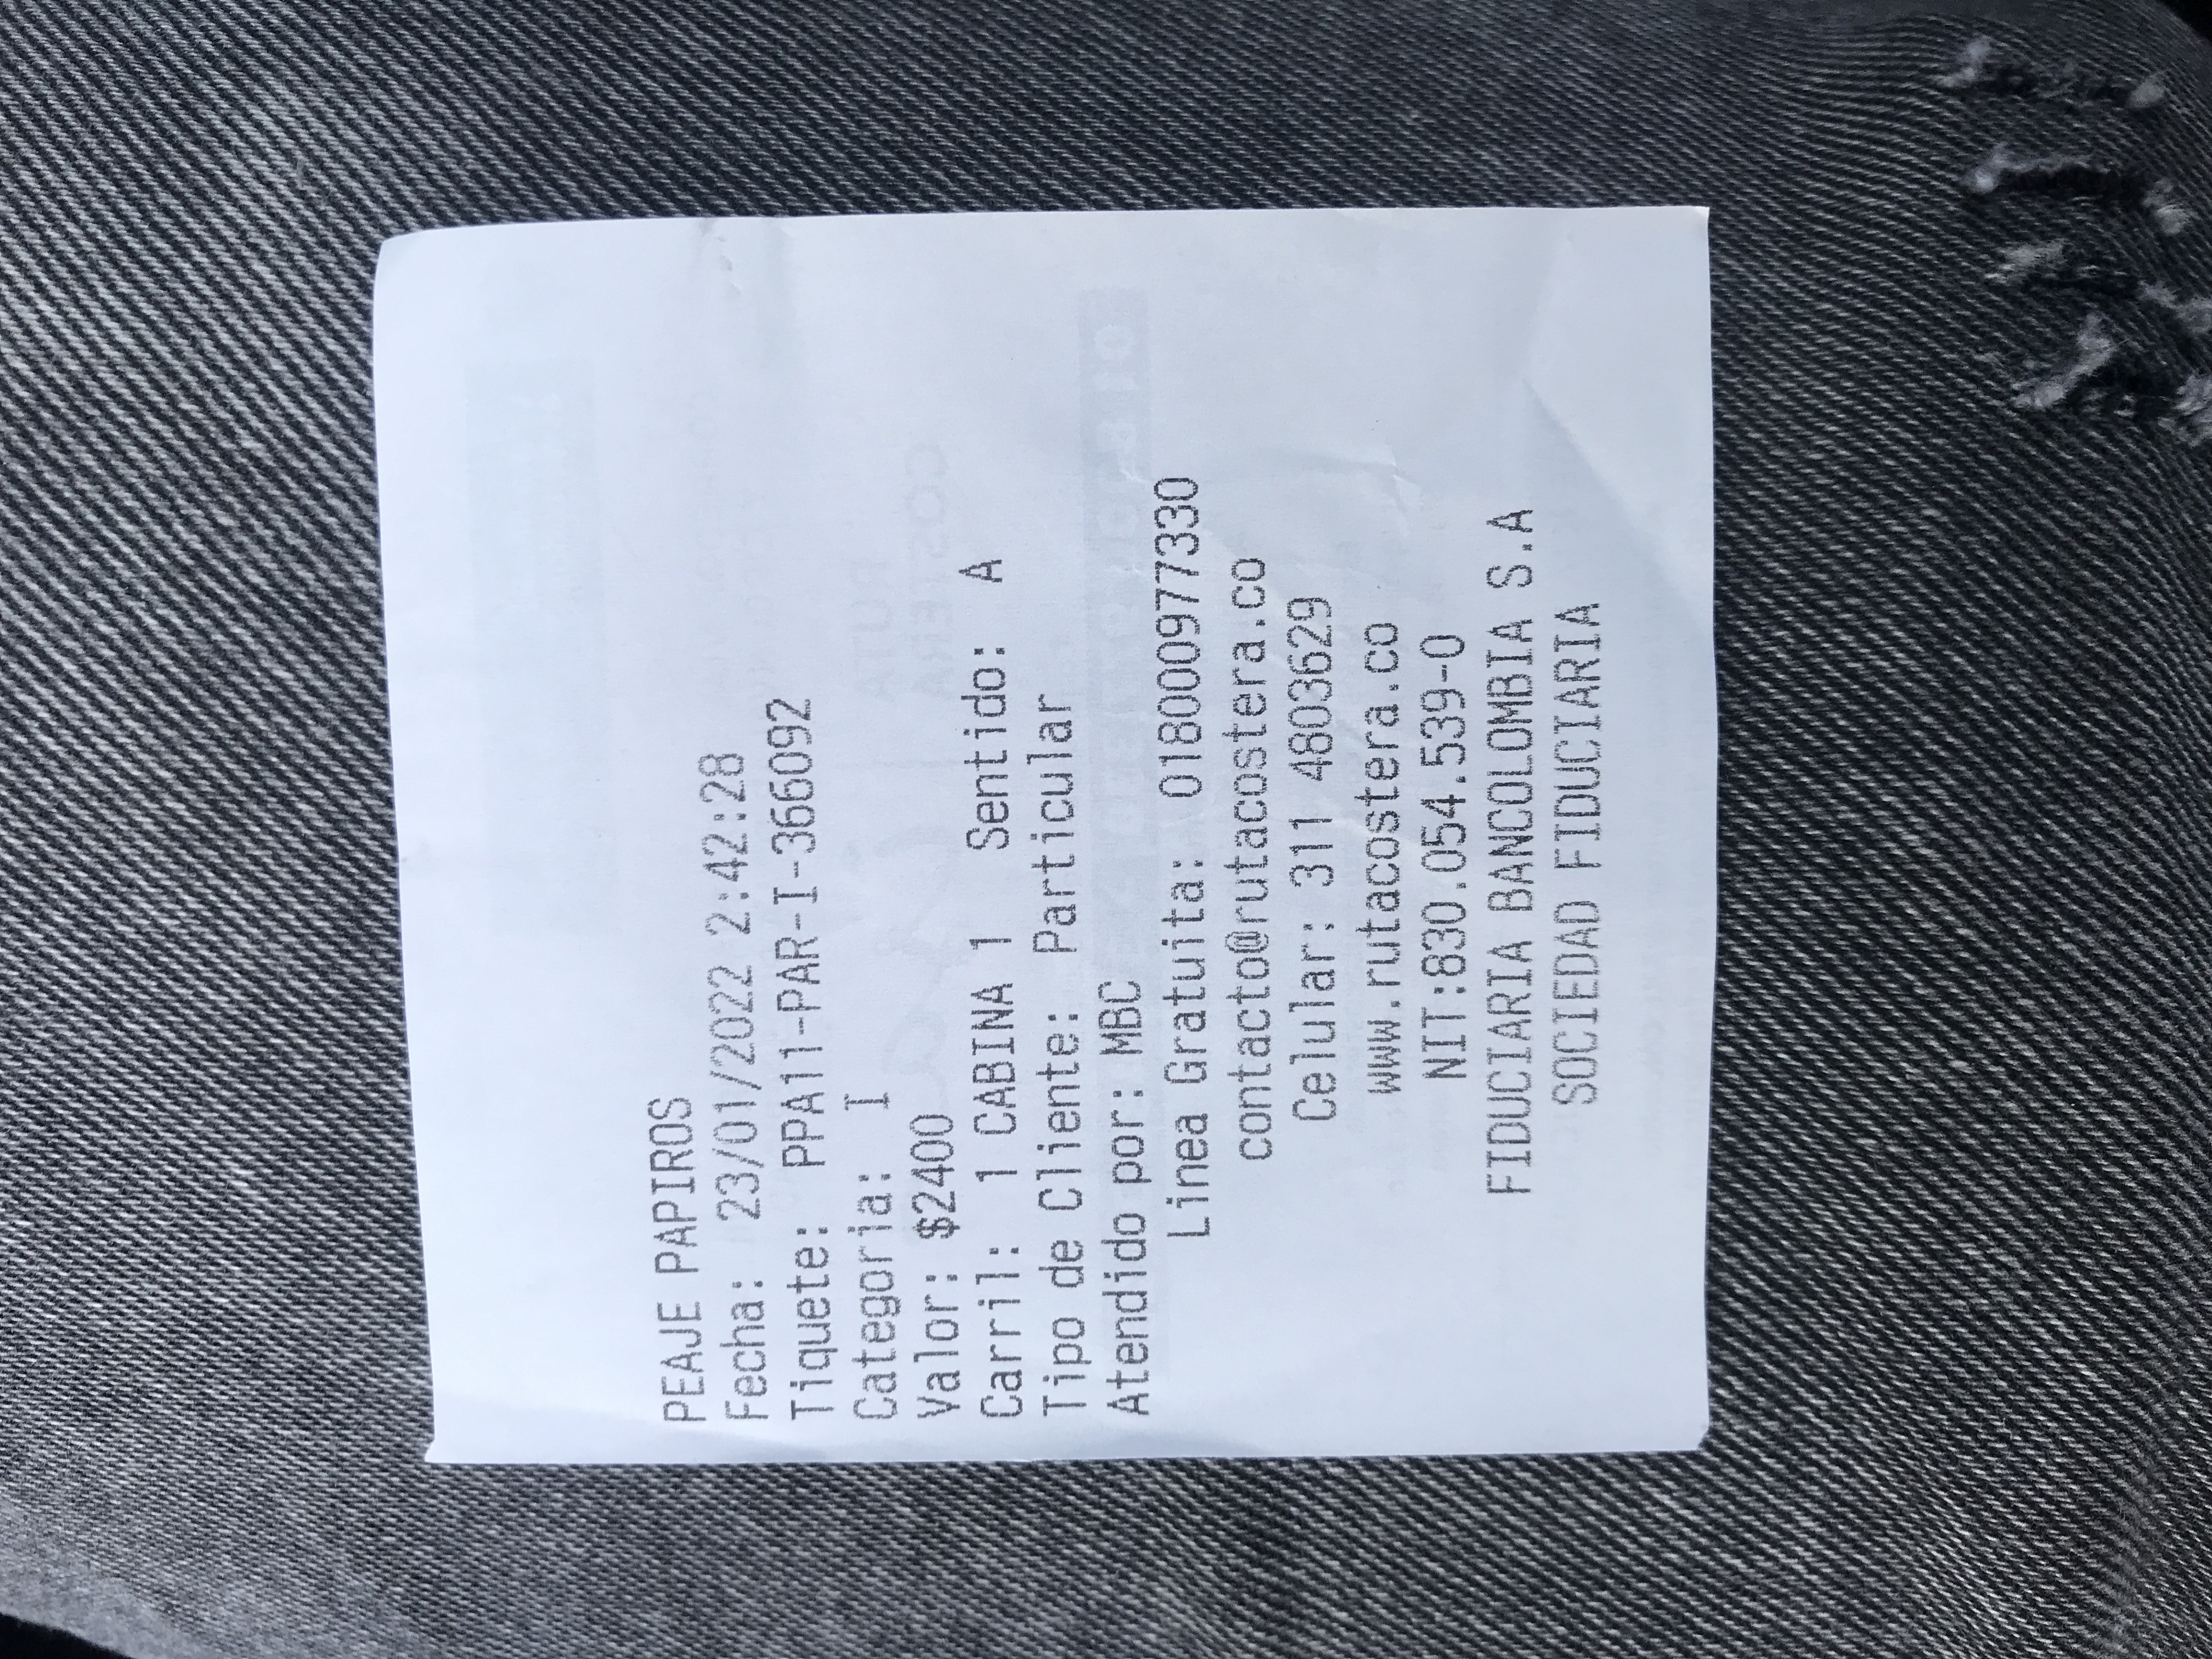 PEAJE PAPIROS
Fecha: 23/01/2022 2:42:28
Tiquete: PPA11-PAR-I-366092
Categoria: I
Valor: $2400
Carril: 1 CABINA 1 Sentido: A
Tipo de Cliente: Particular
Atendido por: MBC
Linea Gratuita: 018000977330
contacto@rutacostera.co
Celular: 311 4803629
www.rutacostera.co
NIT:830.054.539-0
FIDUCIARIA BANCOLOMBIA S.A
SOCIEDAD FIDUCIARIA